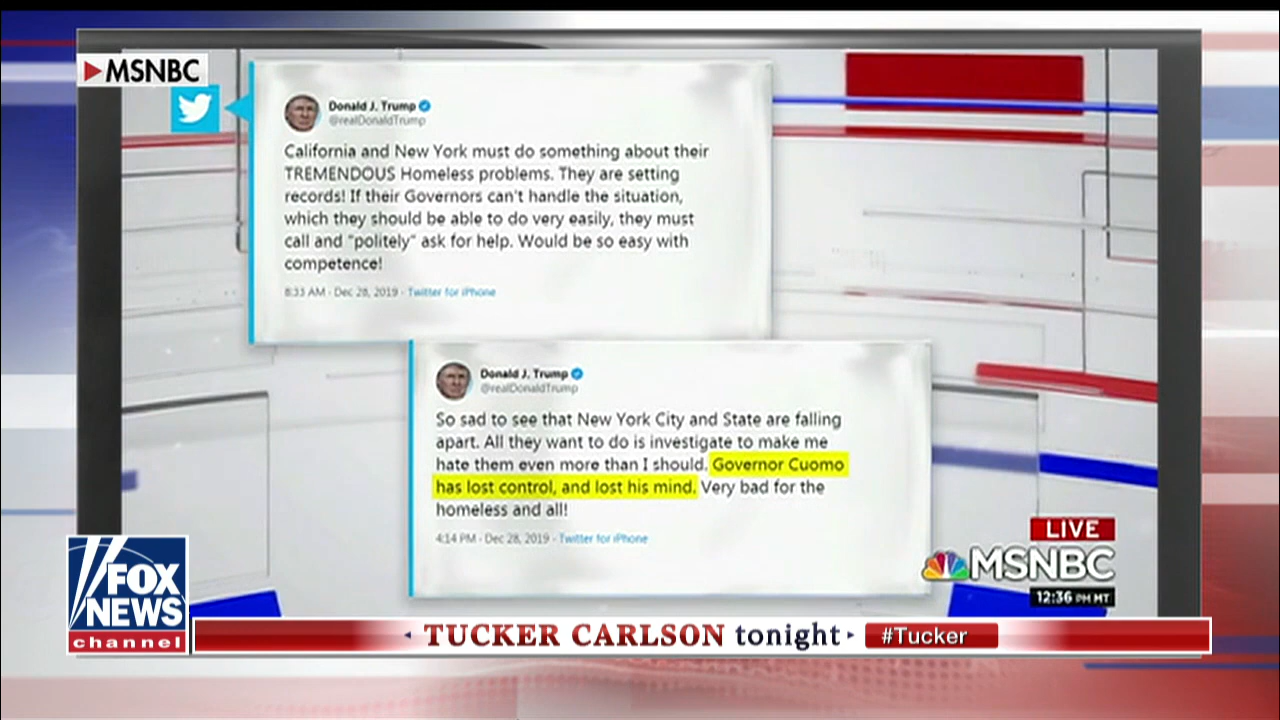 MSNBC
Donald J. Trump
@realDonaldTrump
California and New York must do something about their
TREMENDOUS Homeless problems. They are setting
records! If their Governors can't handle the situation,
which they should be able to do very easily, they must
call and "politely" ask for help. Would be so easy with
competence!
8:33 AM - Dec 28, 2019 - Twitter for iPhone
Donald J. Trump
@realDonaldTrump
So sad to see that New York City and State are falling
apart. All they want to do is investigate to make me
hate them even more than I should. Governor Cuomo
has lost control, and lost his mind. Very bad for the
homeless and all!
4:14 PM - Dec 28, 2019 - Twitter for iPhone
LIVE
MSNBC
12:36 PM MT
FOX
NEWS
channel
TUCKER CARLSON tonight
#Tucker